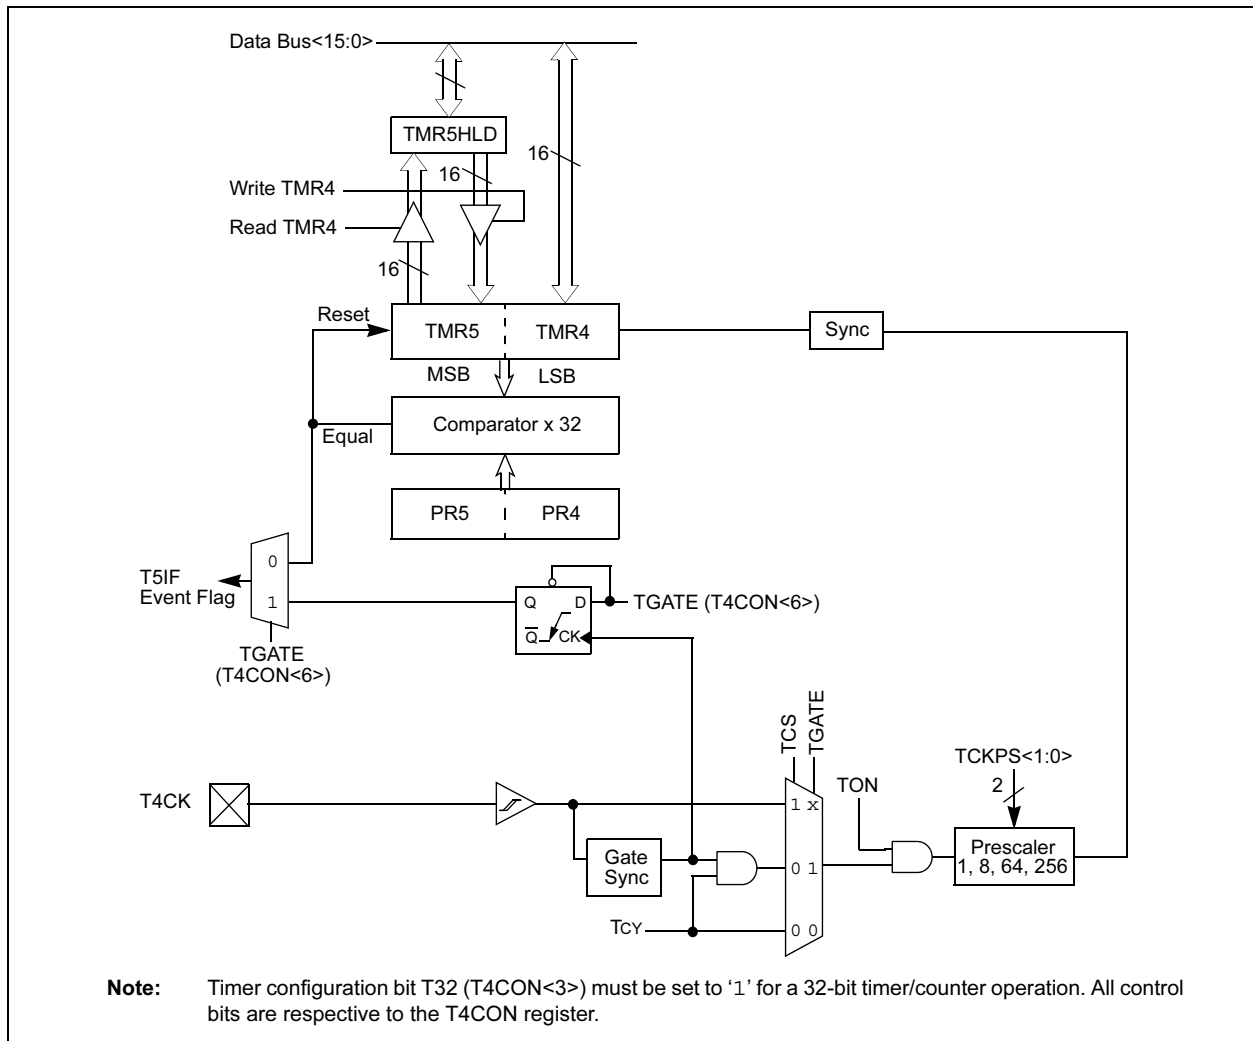 Data Bus<15:0>
TMR5HLD
16
16
Write TMR4
Read TMR4
16
Reset
TMR5
TMR4
Sync
MSB
LSB
Comparator x 32
Equal
PR5
PR4
0
1
T5IF
Event Flag
Q
D
TGATE (T4CON<6>)
Q
CK
TGATE
(T4CON<6>)
TCS
TGATE
TCKPS<1:0>
2
TON
T4CK
1 x
Prescaler
1, 8, 64, 256
Gate
Sync
0 1
TCY
0 0
Note: Timer configuration bit T32 (T4CON<3>) must be set to ‘1’ for a 32-bit timer/counter operation. All control
bits are respective to the T4CON register.